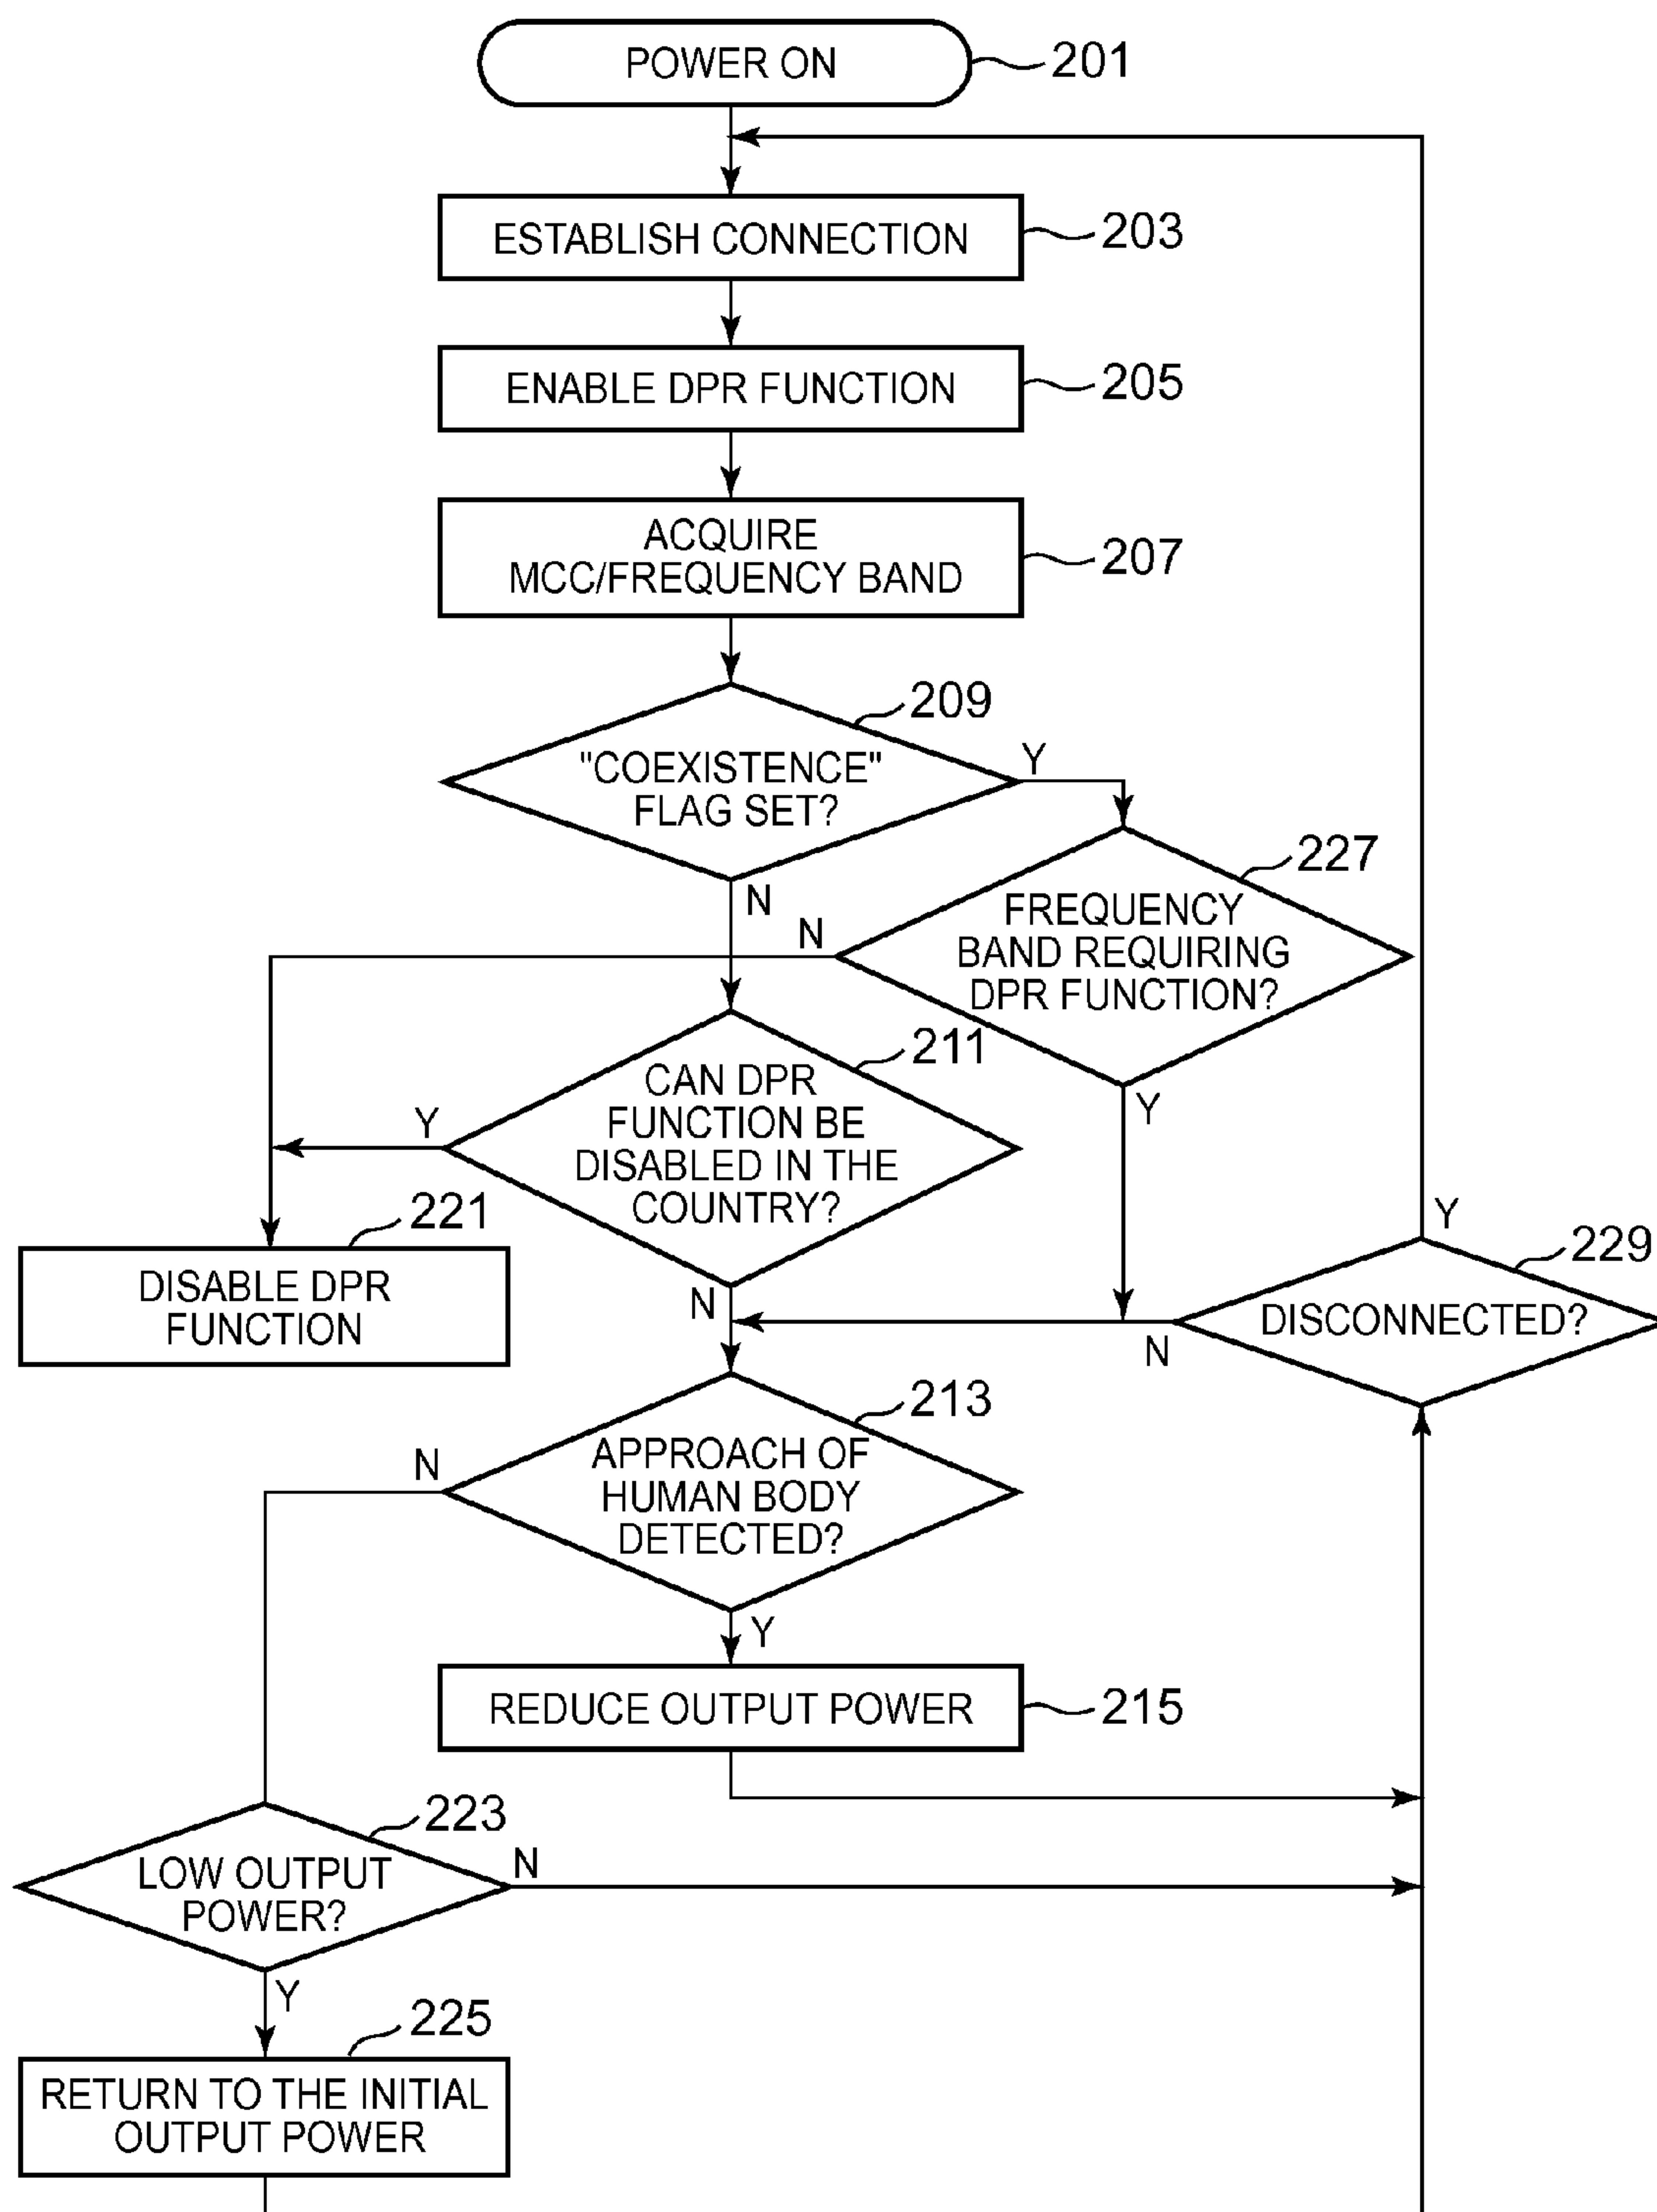 POWER ON
201
ESTABLISH CONNECTION
203
ENABLE DPR FUNCTION
205
ACQUIRE
MCC/FREQUENCY BAND
207
209
"COEXISTENCE"
FLAG SET?
Y
N
227
FREQUENCY
BAND REQUIRING
DPR FUNCTION?
N
Y
211
CAN DPR
FUNCTION BE
DISABLED IN THE
COUNTRY?
Y
N
221
DISABLE DPR
FUNCTION
Y
229
DISCONNECTED?
N
213
APPROACH OF
HUMAN BODY
DETECTED?
N
Y
REDUCE OUTPUT POWER
215
223
LOW OUTPUT
POWER?
N
Y
225
RETURN TO THE INITIAL
OUTPUT POWER